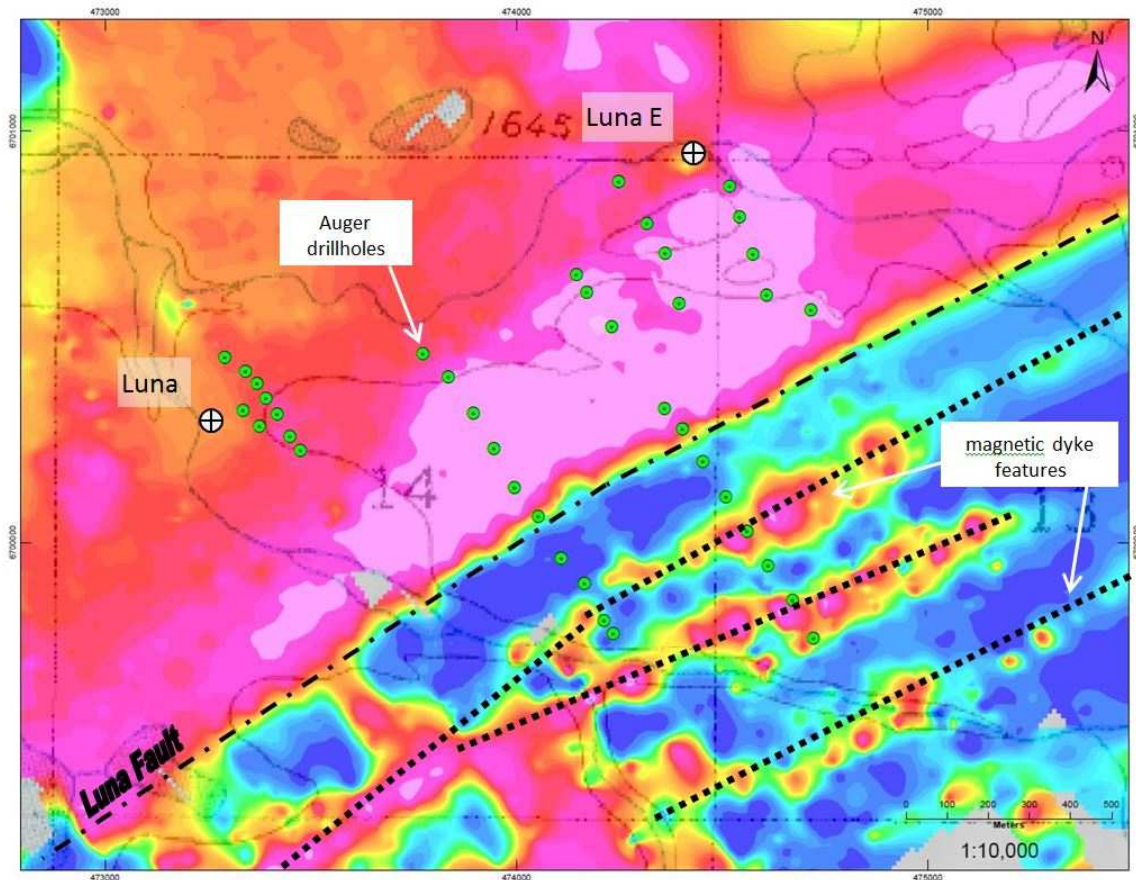 473000 474000 475000
N
6701000
1645
Luna E
Auger
drillholes
Luna
14
magnetic dyke
features
13
6700000
Luna Fault
0 100 200 300 400 500
Meters
1:10,000
473000 474000 475000